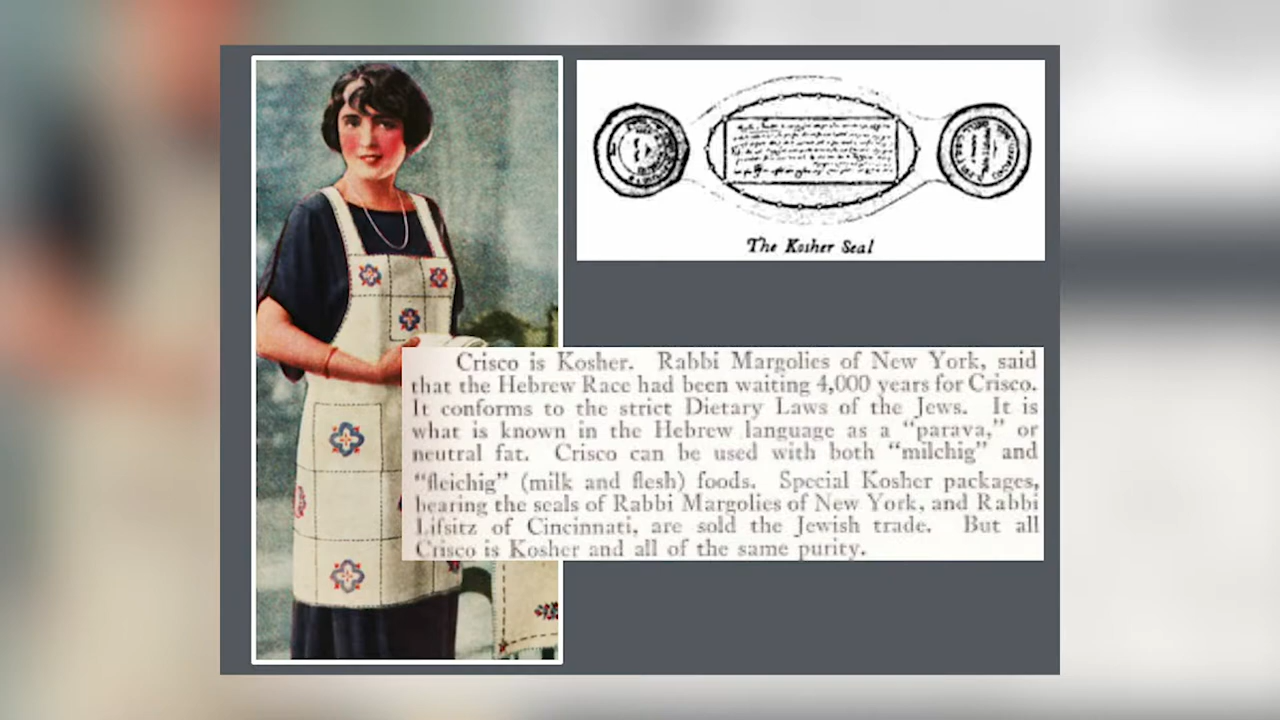 The Kosher Seal
Crisco is Kosher. Rabbi Margolies of New York, said
that the Hebrew Race had been waiting 4,000 years for Crisco.
It conforms to the strict Dietary Laws of the Jews. It is
what is known in the Hebrew language as a “parava,” or
neutral fat. Crisco can be used with both “milchig” and
“fleichig” (milk and flesh) foods. Special Kosher packages,
bearing the seals of Rabbi Margolies of New York, and Rabbi
Lifsitz of Cincinnati, are sold the Jewish trade. But all
Crisco is Kosher and all of the same purity.